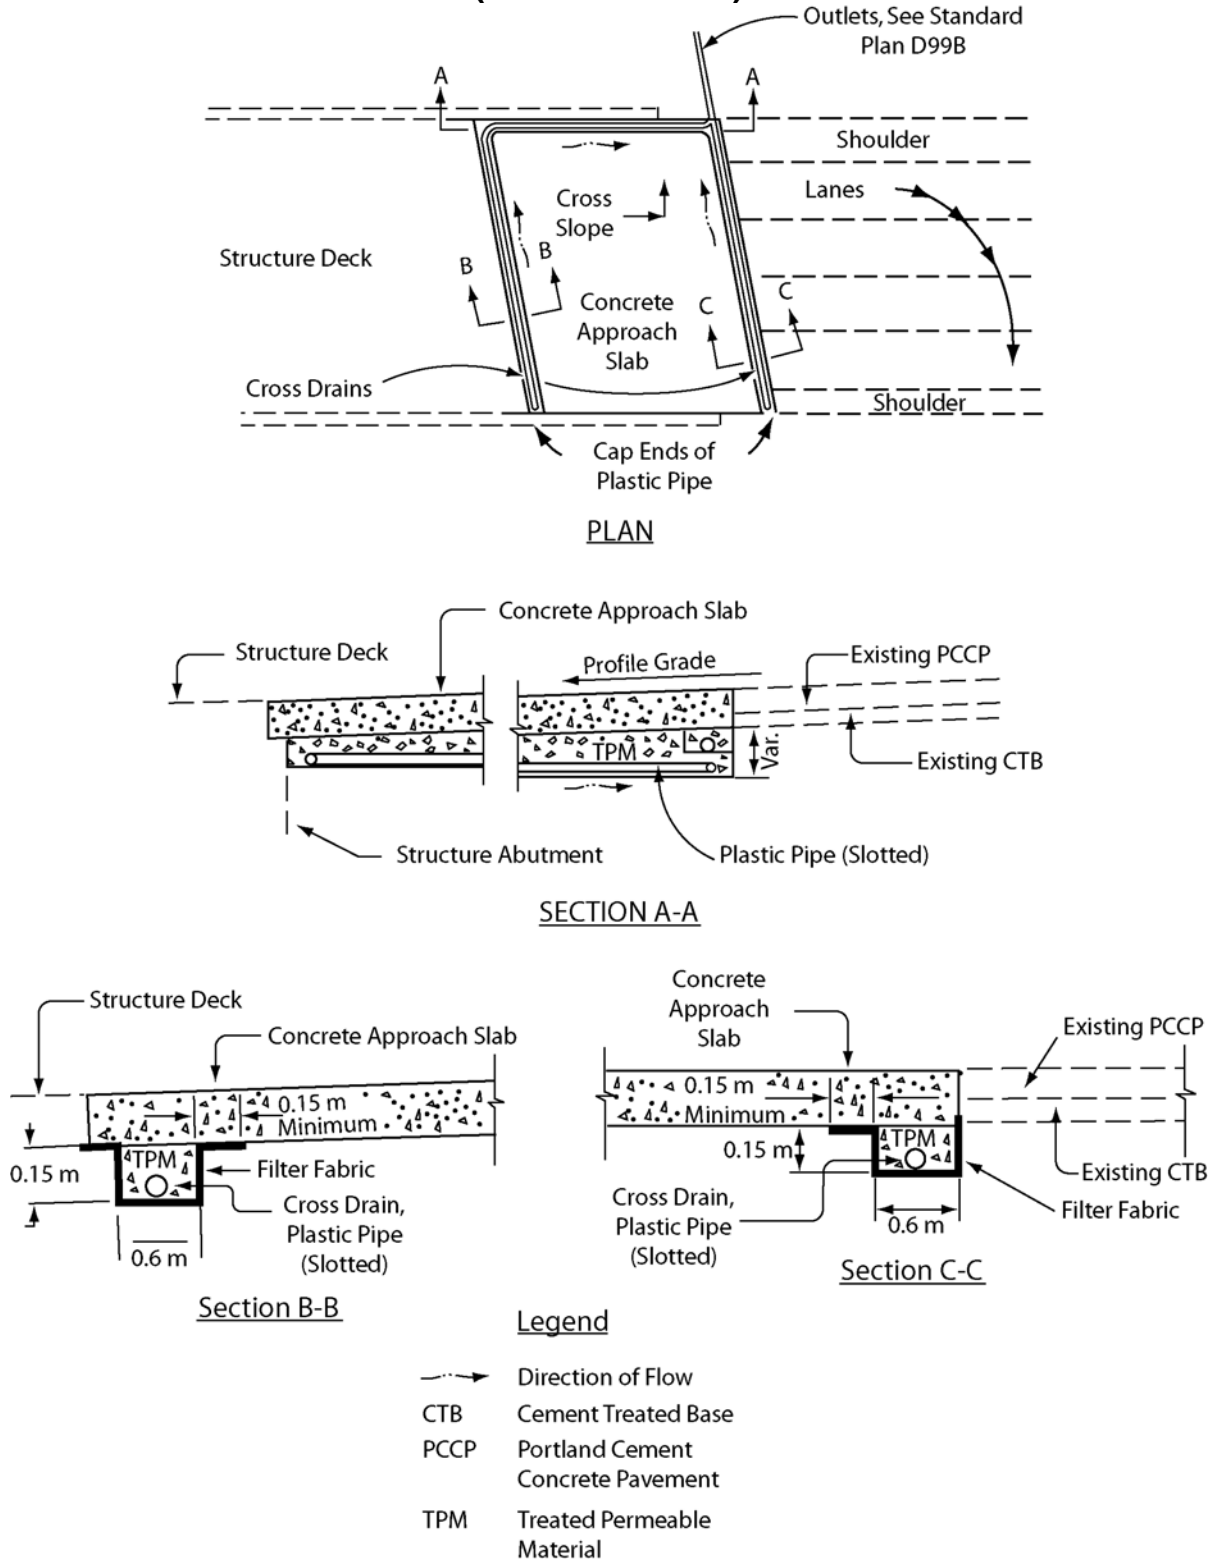 Outlets, See Standard
Plan D99B
A
A
Shoulder
Lanes
Cross
Slope
Structure Deck
B
B
C
C
Concrete
Approach
Slab
Cross Drains
Shoulder
Cap Ends of
Plastic Pipe
PLAN
Concrete Approach Slab
Structure Deck
Profile Grade
Existing PCCP
TPM
Var.
Existing CTB
Structure Abutment
Plastic Pipe (Slotted)
SECTION A-A
Structure Deck
Concrete Approach Slab
0.15 m
Minimum
0.15 m
TPM
Filter Fabric
Cross Drain,
Plastic Pipe
(Slotted)
0.6 m
Section B-B
Concrete
Approach
Slab
Existing PCCP
0.15 m
Minimum
0.15 m
TPM
Existing CTB
Cross Drain,
Plastic Pipe
(Slotted)
0.6 m
Filter Fabric
Section C-C
Legend
Direction of Flow
CTB Cement Treated Base
PCCP Portland Cement
Concrete Pavement
TPM Treated Permeable
Material